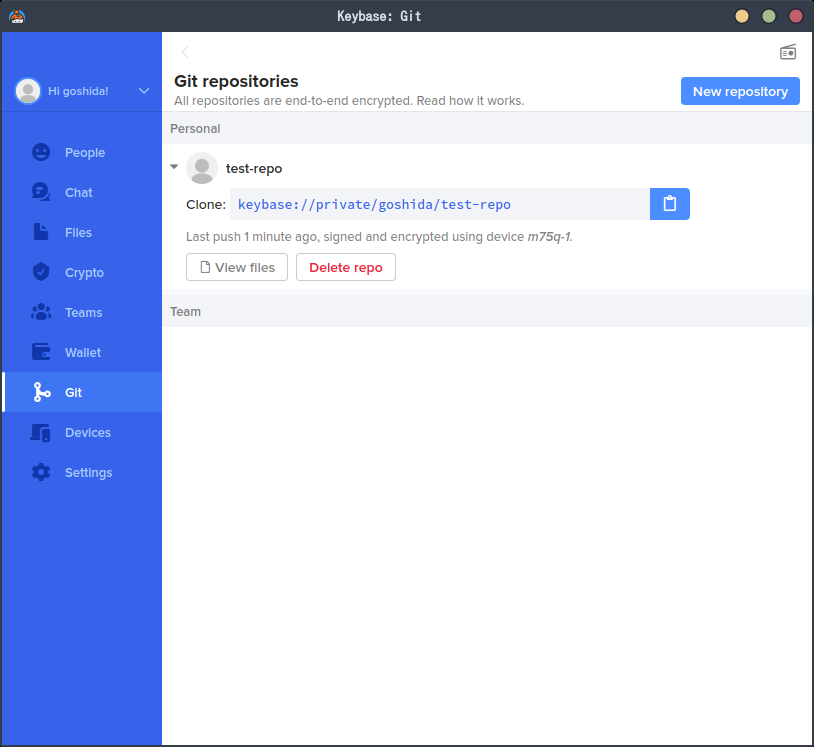 Keybase: Git
Hi goshida!
People
Chat
Files
Crypto
Teams
Wallet
Git
Devices
Settings
Git repositories
All repositories are end-to-end encrypted. Read how it works.
New repository
Personal
test-repo
Clone: keybase://private/goshida/test-repo
Last push 1 minute ago, signed and encrypted using device m75q-1.
View files Delete repo
Team